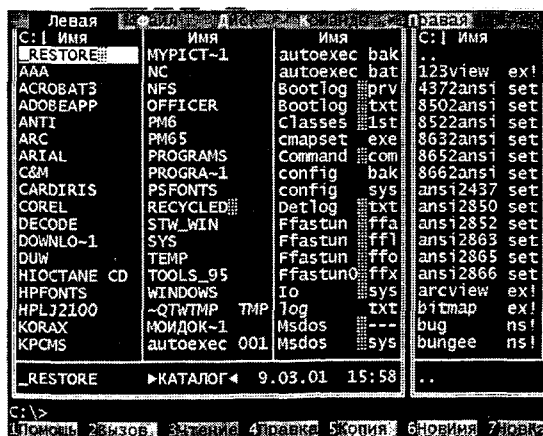 Левая Файл Диск Команды Правая
C:↓ Имя Имя Имя C:↓ Имя
_RESTORE MYPICT~1 autoexec bak ..
AAA NC autoexec bat 123view ex!
ACROBAT3 NFS Bootlog prv 4372ansi set
ADOBEAPP OFFICER Bootlog txt 8502ansi set
ANTI PM6 Classes 1st 8522ansi set
ARC PM65 cmapset exe 8632ansi set
ARIAL PROGRAMS Command com 8652ansi set
C&M PROGRA~1 config bak 8662ansi set
CARDIRIS PSFONTS config sys ansi2437 set
COREL RECYCLED Detlog txt ansi2850 set
DECODE STW_WIN Ffastun ffa ansi2852 set
DOWNLO~1 SYS Ffastun ffl ansi2863 set
DUW TEMP Ffastun ffo ansi2865 set
HIOCTANE CD TOOLS_95 Ffastun0 ffx ansi2866 set
HPFONTS WINDOWS Io sys arcview ex!
HPLJ2100 ~QTWTMP TMP log txt bitmap ex!
KORAX МОИДОК~1 Msdos --- bug ns!
KPCMS autoexec 001 Msdos sys bungee ns!
_RESTORE ►КАТАЛОГ◄ 9.03.01 15:58 ..
C:\>
1Помощь 2Вызов 3Чтение 4Правка 5Копия 6НовИмя 7НовКа